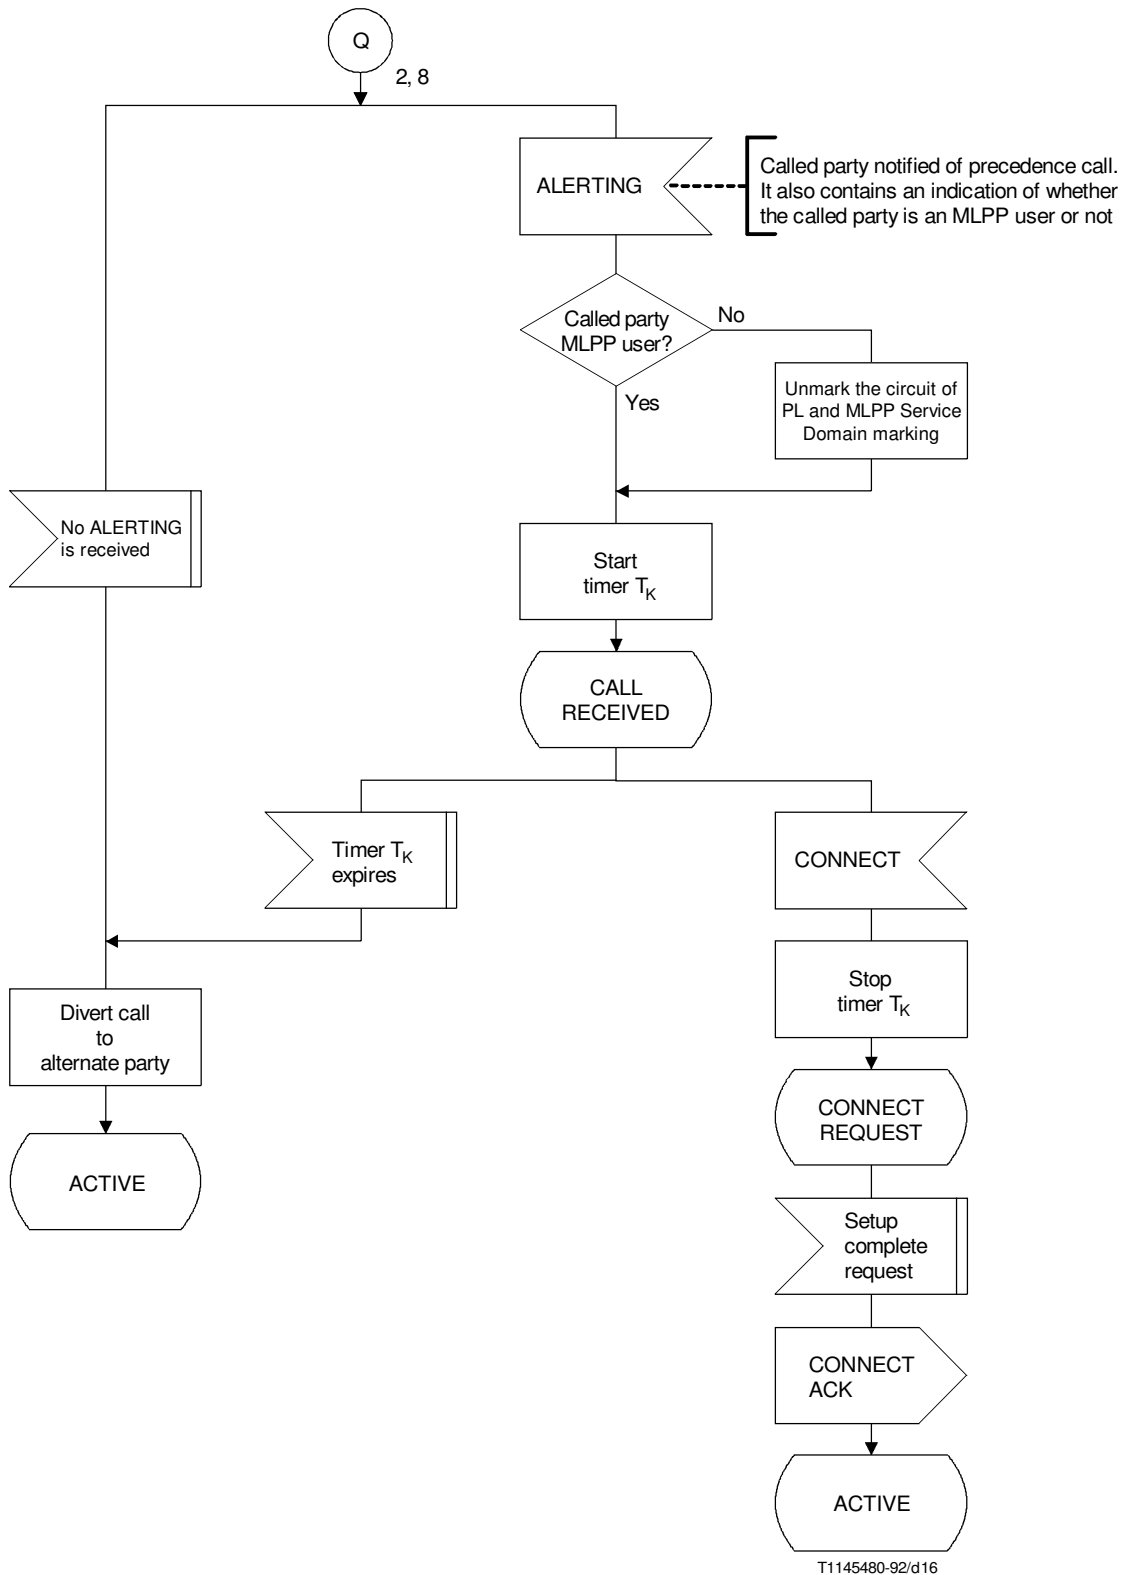 Q
2, 8
ALERTING
Called party notified of precedence call.
It also contains an indication of whether
the called party is an MLPP user or not
Called party
MLPP user?
No
Yes
Unmark the circuit of
PL and MLPP Service
Domain marking
No ALERTING
is received
Start
timer TK
CALL
RECEIVED
Timer TK
expires
CONNECT
Stop
timer TK
Divert call
to
alternate party
CONNECT
REQUEST
ACTIVE
Setup
complete
request
CONNECT
ACK
ACTIVE
T1145480-92/d16